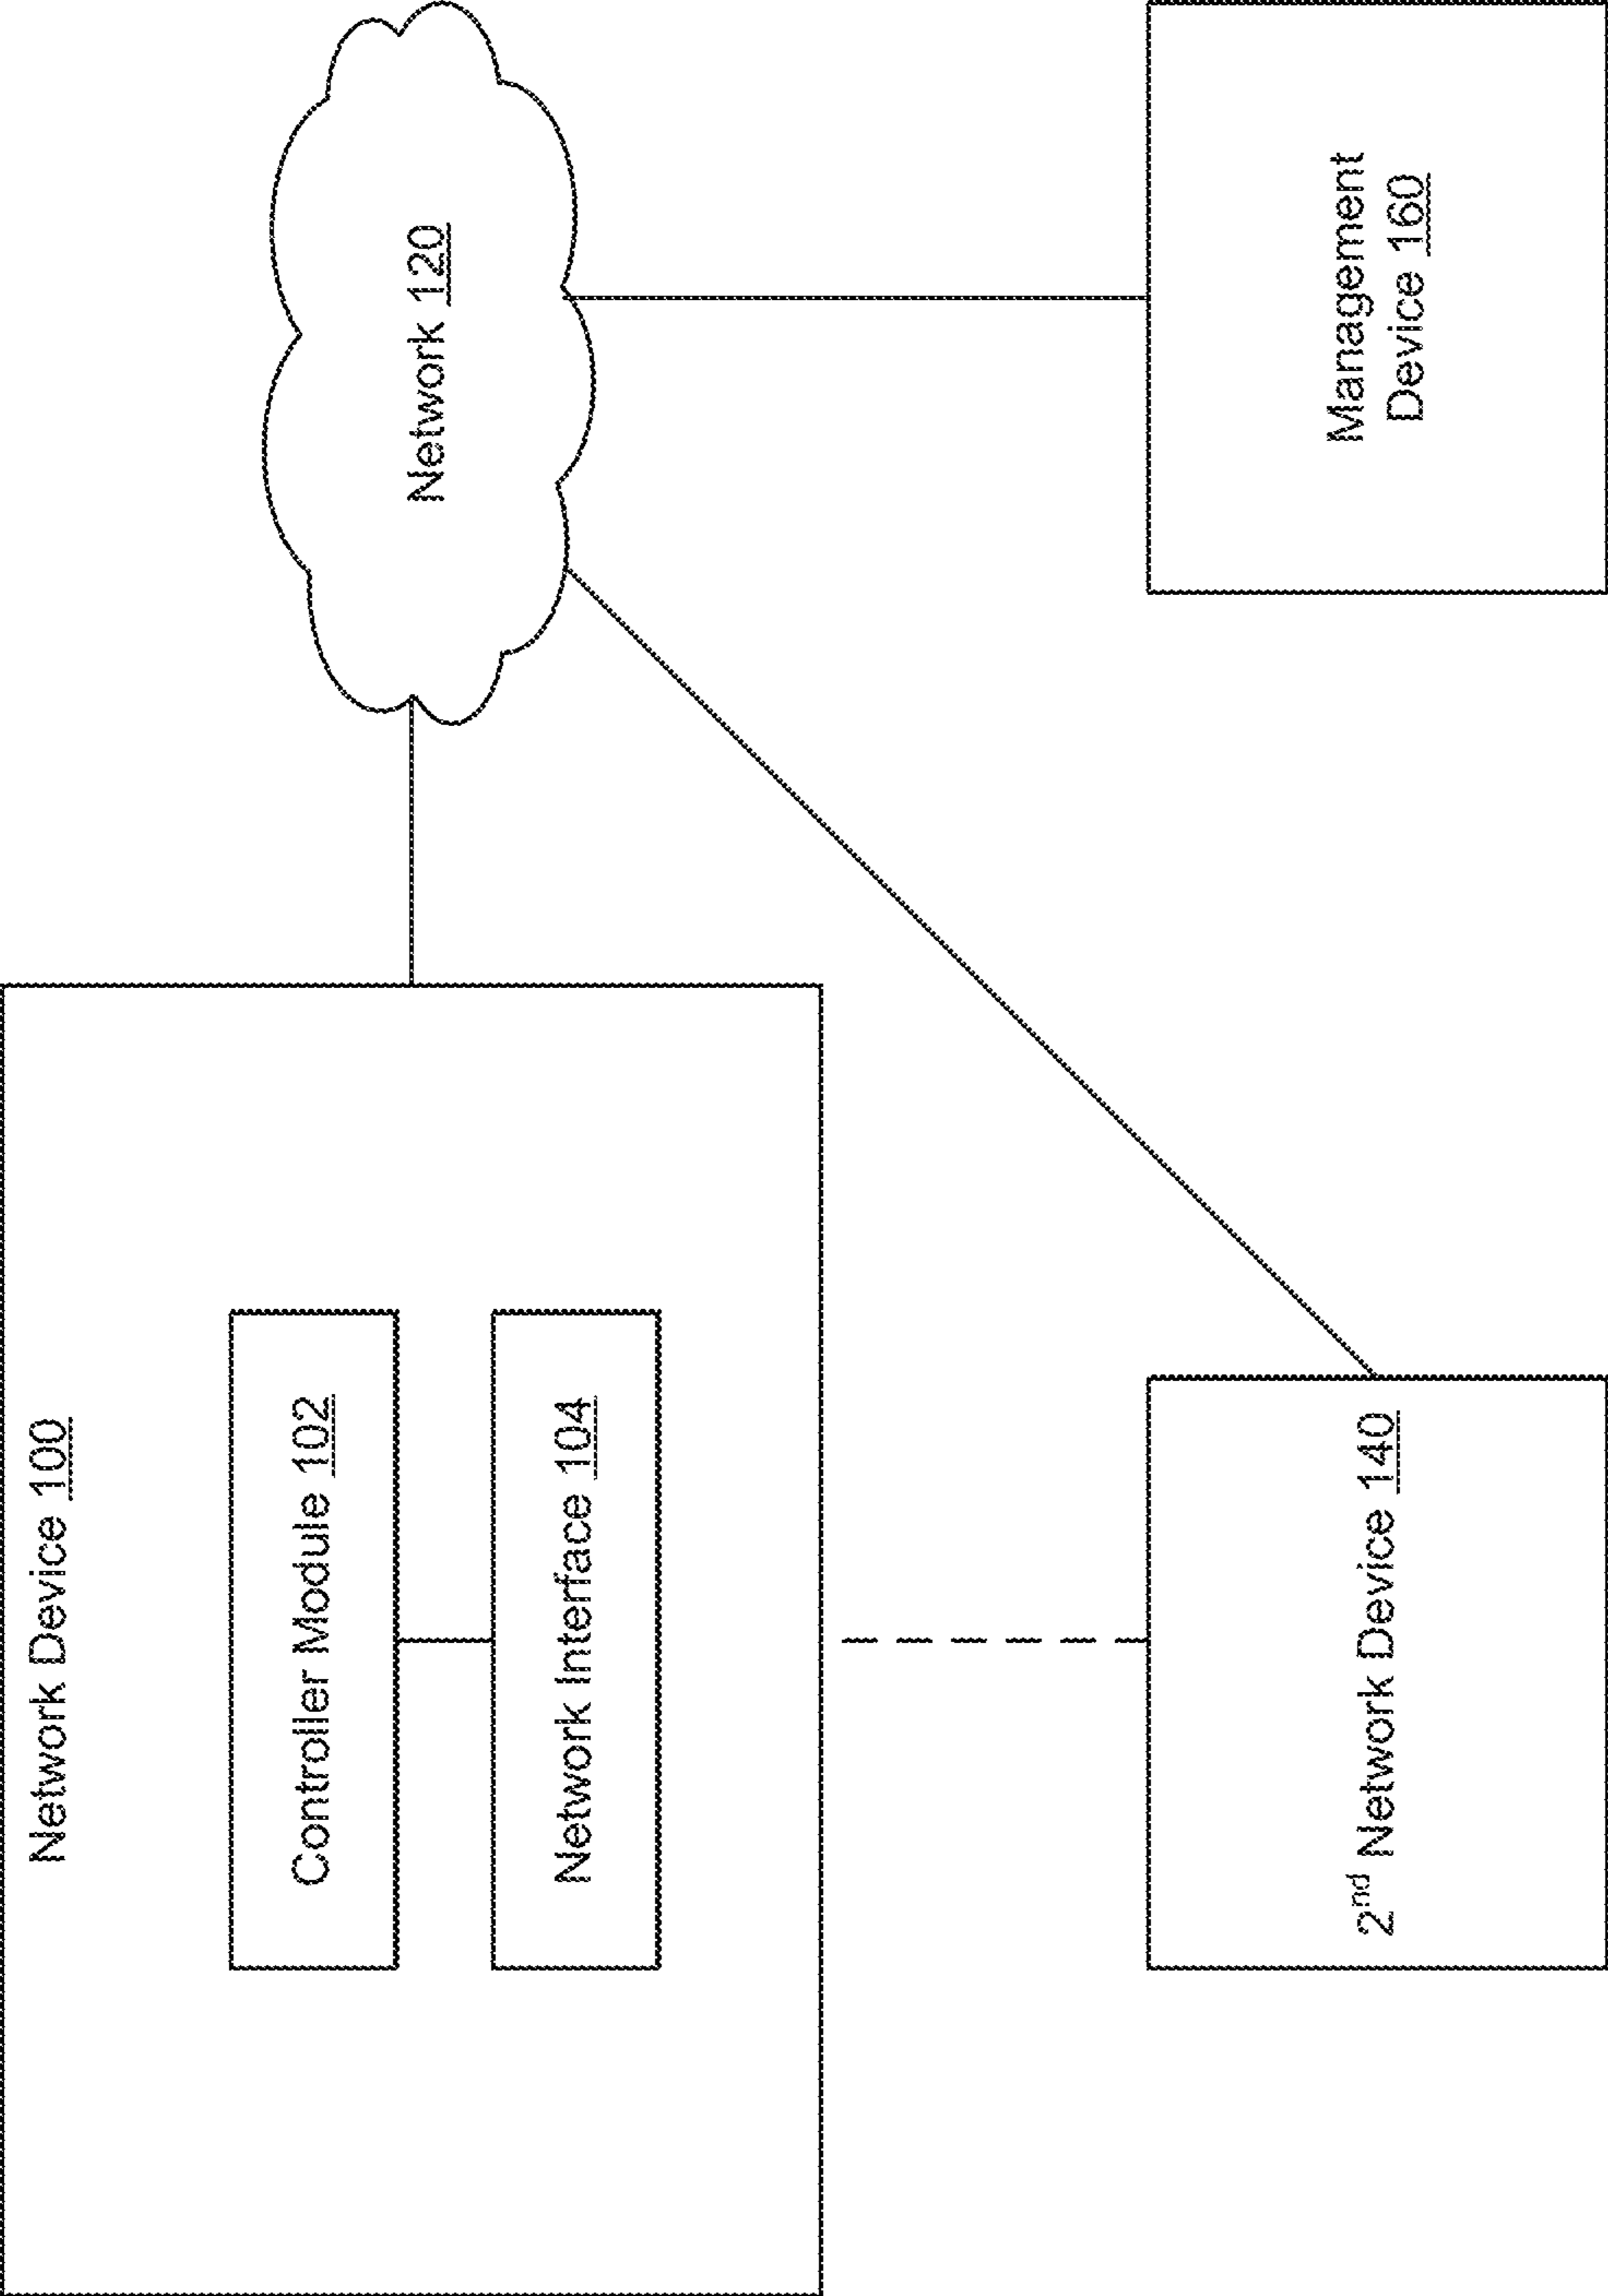 Network Device 100
Controller Module 102
Network Interface 104
Network 120
2nd Network Device 140
Management
Device 160